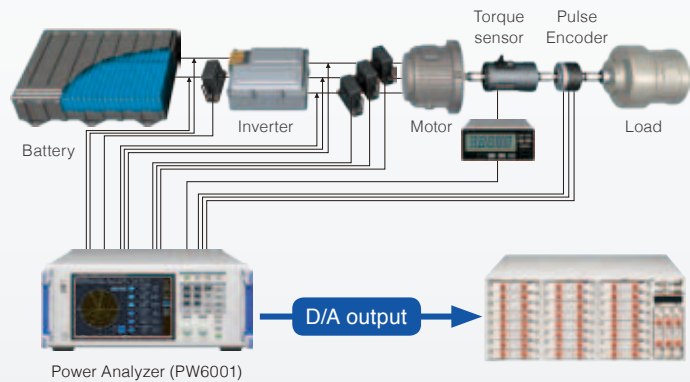 Torque
sensor
Pulse
Encoder
Battery
Inverter
Motor
Load
D/A output
Power Analyzer (PW6001)